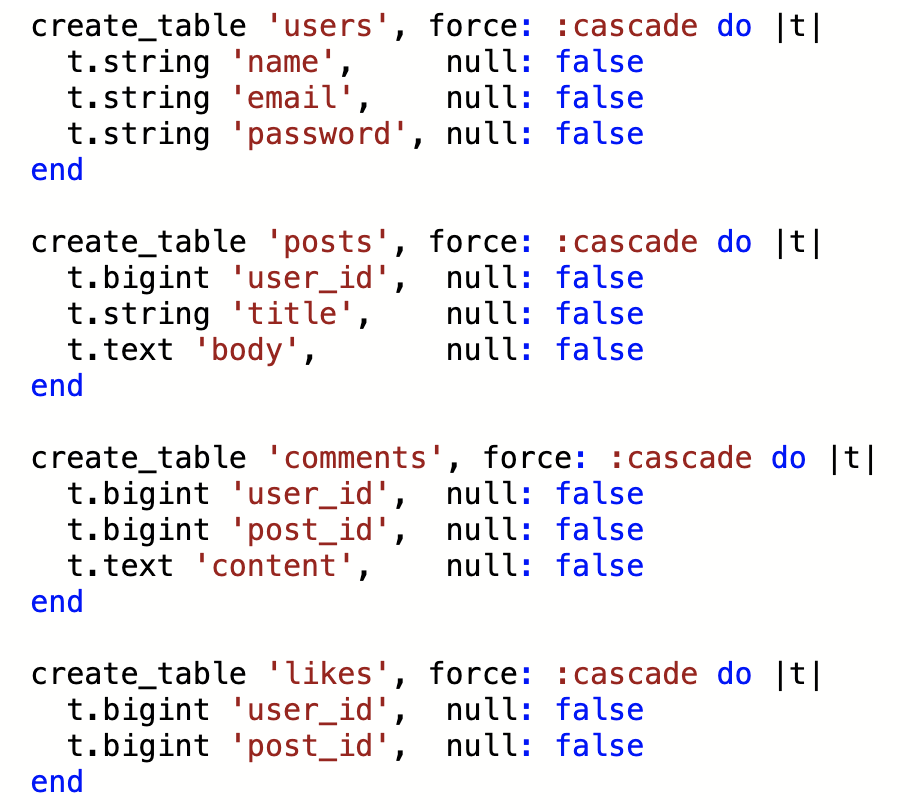 create_table 'users', force: :cascade do |t|
  t.string 'name',     null: false
  t.string 'email',    null: false
  t.string 'password', null: false
end

create_table 'posts', force: :cascade do |t|
  t.bigint 'user_id',  null: false
  t.string 'title',    null: false
  t.text 'body',       null: false
end

create_table 'comments', force: :cascade do |t|
  t.bigint 'user_id',  null: false
  t.bigint 'post_id',  null: false
  t.text 'content',    null: false
end

create_table 'likes', force: :cascade do |t|
  t.bigint 'user_id',  null: false
  t.bigint 'post_id',  null: false
end